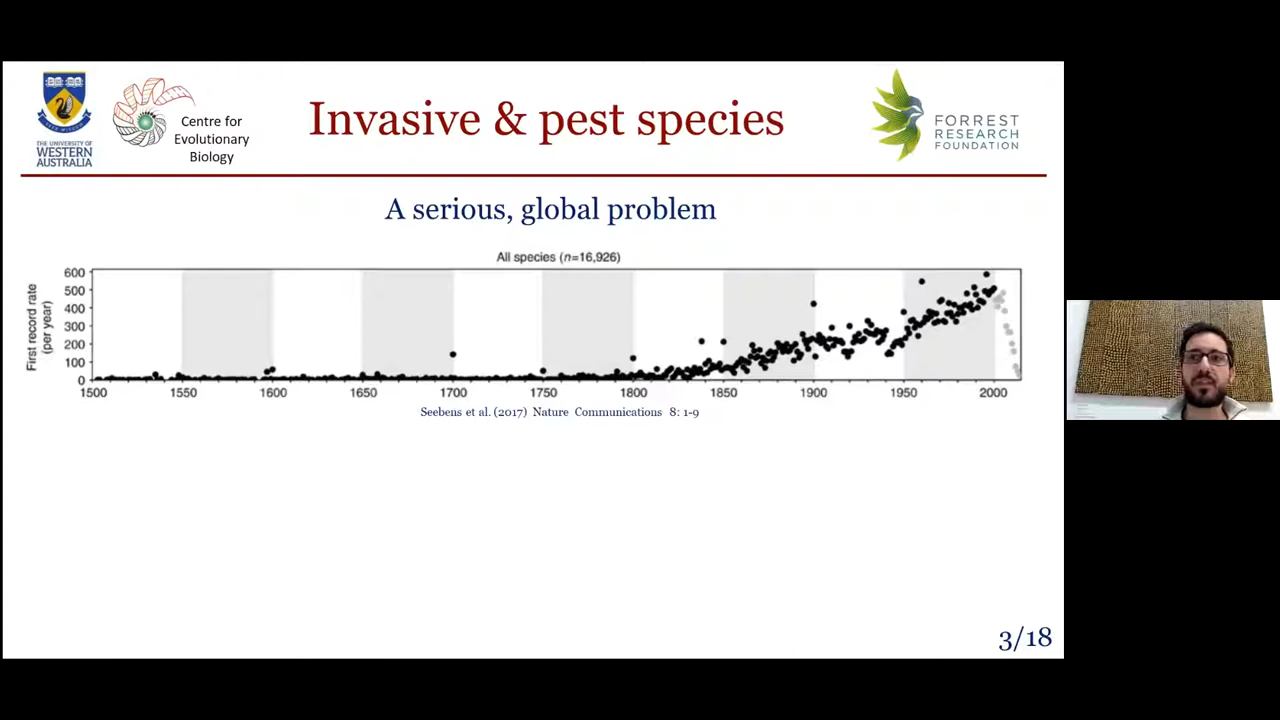 THE UNIVERSITY OF
WESTERN
AUSTRALIA
Centre for
Evolutionary
Biology
Invasive & pest species
FORREST
RESEARCH
FOUNDATION
A serious, global problem
All species (n=16,926)
First record rate
(per year)
600
500
400
300
200
100
0
1500 1550 1600 1650 1700 1750 1800 1850 1900 1950 2000
Seebens et al. (2017) Nature Communications 8: 1-9
3/18